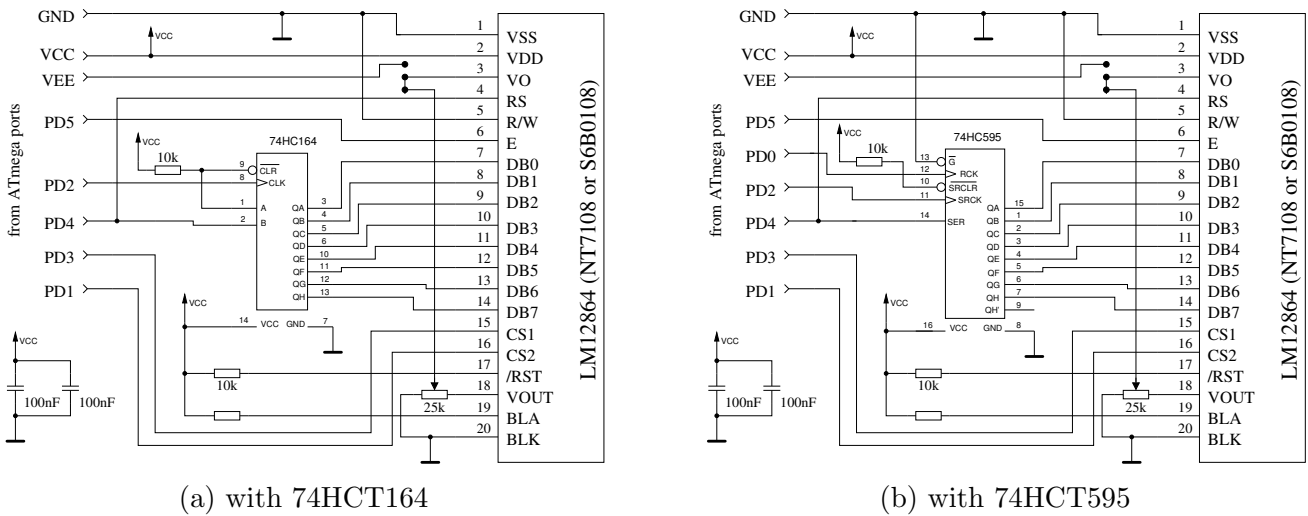 GND
VCC
VEE
PD5
PD2
PD4
PD3
PD1
from ATmega ports
VCC
VCC
10k
74HC164
9
CLR
8
CLK
1
A
2
B
QA
3
QB
4
QC
5
QD
6
QE
10
QF
11
QG
12
QH
13
14
VCC
GND
7
VCC
10k
VCC
100nF
100nF
25k
1
VSS
2
VDD
3
VO
4
RS
5
R/W
6
E
7
DB0
8
DB1
9
DB2
10
DB3
11
DB4
12
DB5
13
DB6
14
DB7
15
CS1
16
CS2
17
/RST
18
VOUT
19
BLA
20
BLK
LM12864 (NT7108 or S6B0108)
(a) with 74HCT164
GND
VCC
VEE
PD5
PD0
PD2
PD4
PD3
PD1
from ATmega ports
VCC
VCC
10k
74HC595
13
G
12
RCK
10
SRCLR
11
SRCK
14
SER
QA
15
QB
1
QC
2
QD
3
QE
4
QF
5
QG
6
QH
7
QH'
9
16
VCC
GND
8
VCC
10k
VCC
100nF
100nF
25k
1
VSS
2
VDD
3
VO
4
RS
5
R/W
6
E
7
DB0
8
DB1
9
DB2
10
DB3
11
DB4
12
DB5
13
DB6
14
DB7
15
CS1
16
CS2
17
/RST
18
VOUT
19
BLA
20
BLK
LM12864 (NT7108 or S6B0108)
(b) with 74HCT595